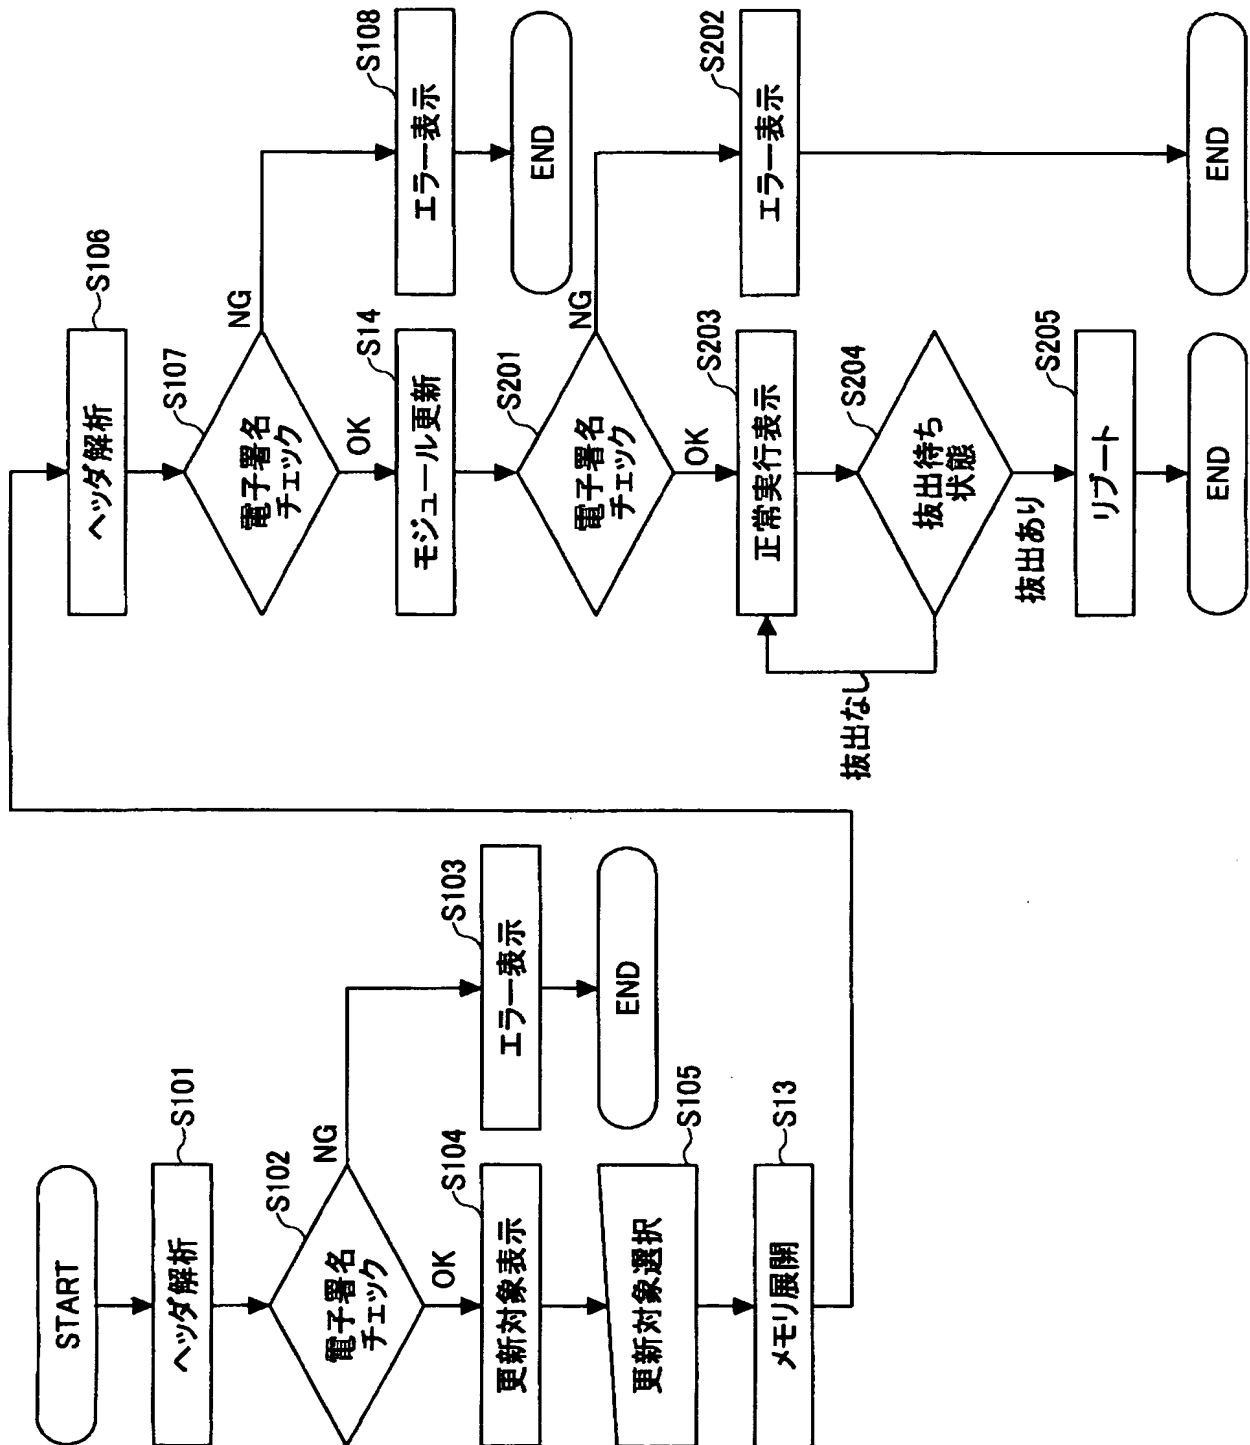 START
S101
ヘッダ解析
S102
電子署名
チェック
NG
OK
S103
エラー表示
END
S104
更新対象表示
S105
更新対象選択
S13
メモリ展開
S106
ヘッダ解析
S107
電子署名
チェック
NG
OK
S108
エラー表示
END
S14
モジュール更新
S201
電子署名
チェック
NG
OK
S202
エラー表示
END
S203
正常実行表示
S204
抜出待ち
状態
抜出なし
抜出あり
S205
リブート
END